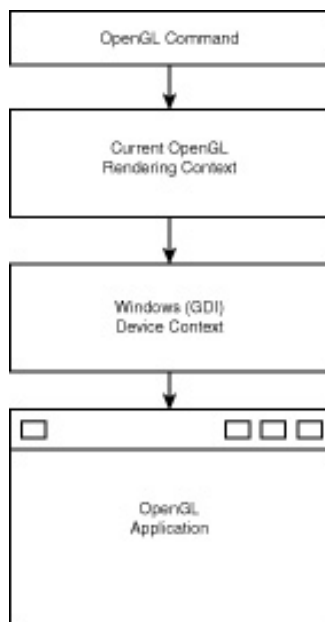 OpenGL Command
Current OpenGL
Rendering Context
Windows (GDI)
Device Context
OpenGL
Application